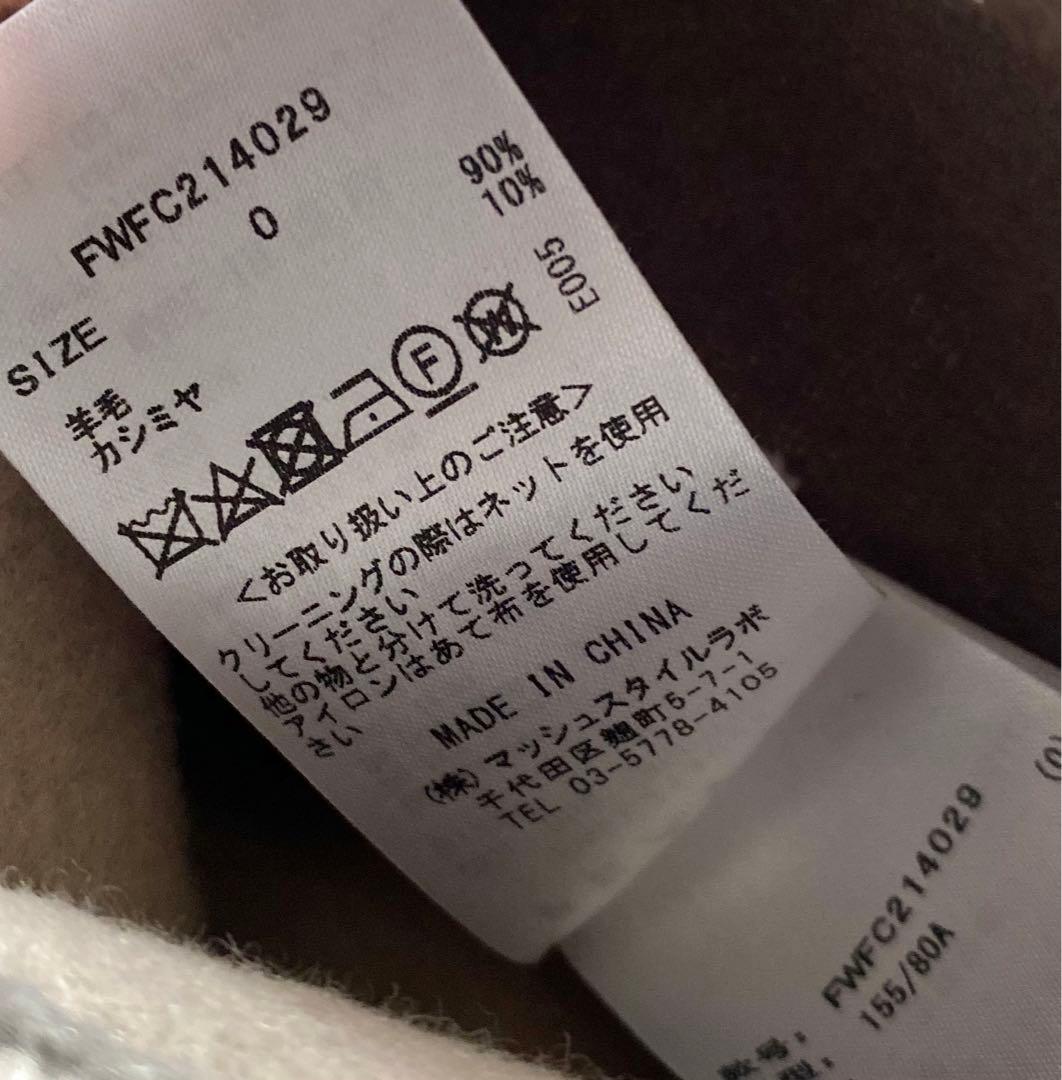 FWFC214029
SIZE 0
羊毛 90%
カシミヤ 10%
F W
E005
<お取り扱い上のご注意>
クリーニングの際はネットを使用
してください
他の物と分けて洗ってください
アイロンはあて布を使用してくだ
さい
MADE IN CHINA
(株)マッシュスタイルラボ
千代田区麹町5-7-1
TEL 03-5778-4105
款号: FWFC214029
型: 155/80A
(0)